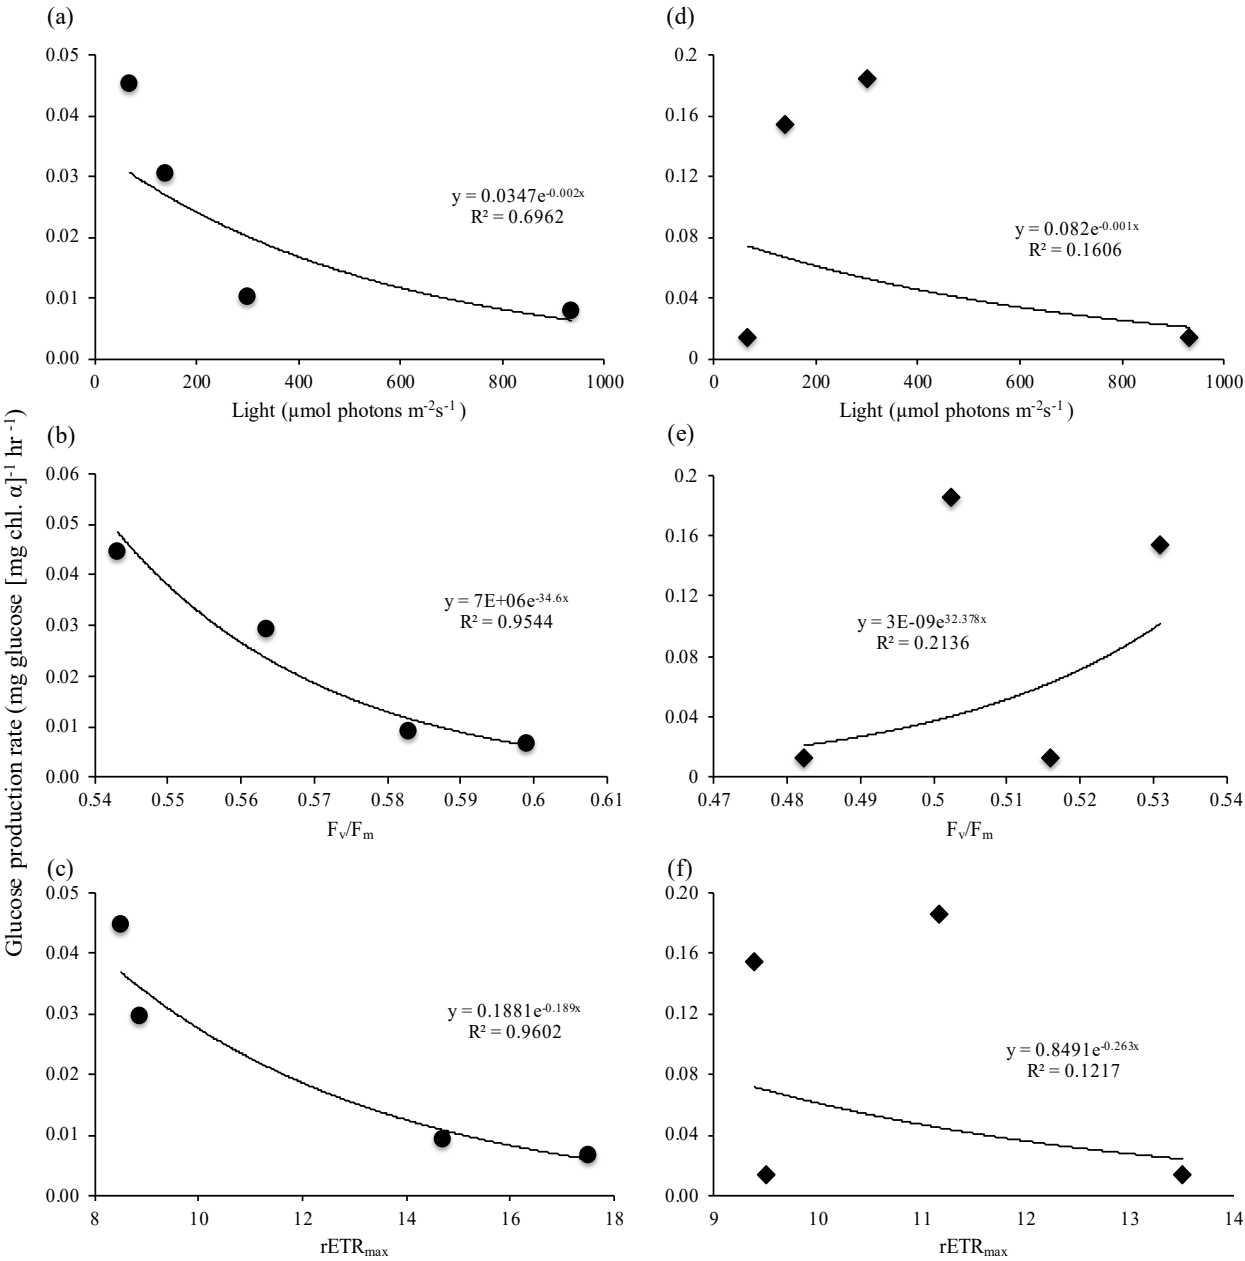 (a)
0.05
0.04
0.03
0.02
0.01
0.00
y = 0.0347e-0.002x
R² = 0.6962
0 200 400 600 800 1000
Light (µmol photons m-2s-1)
(d)
0.2
0.16
0.12
0.08
0.04
0
y = 0.082e-0.001x
R² = 0.1606
0 200 400 600 800 1000
Light (µmol photons m-2s-1)
Glucose production rate (mg glucose [mg chl. α]-1 hr -1)
(b)
0.06
0.05
0.04
0.03
0.02
0.01
0.00
y = 7E+06e-34.6x
R² = 0.9544
0.54 0.55 0.56 0.57 0.58 0.59 0.6 0.61
Fv/Fm
(e)
0.2
0.16
0.12
0.08
0.04
0
y = 3E-09e32.378x
R² = 0.2136
0.47 0.48 0.49 0.5 0.51 0.52 0.53 0.54
Fv/Fm
(c)
0.05
0.04
0.03
0.02
0.01
0.00
y = 0.1881e-0.189x
R² = 0.9602
8 10 12 14 16 18
rETRmax
(f)
0.20
0.16
0.12
0.08
0.04
0.00
y = 0.8491e-0.263x
R² = 0.1217
9 10 11 12 13 14
rETRmax